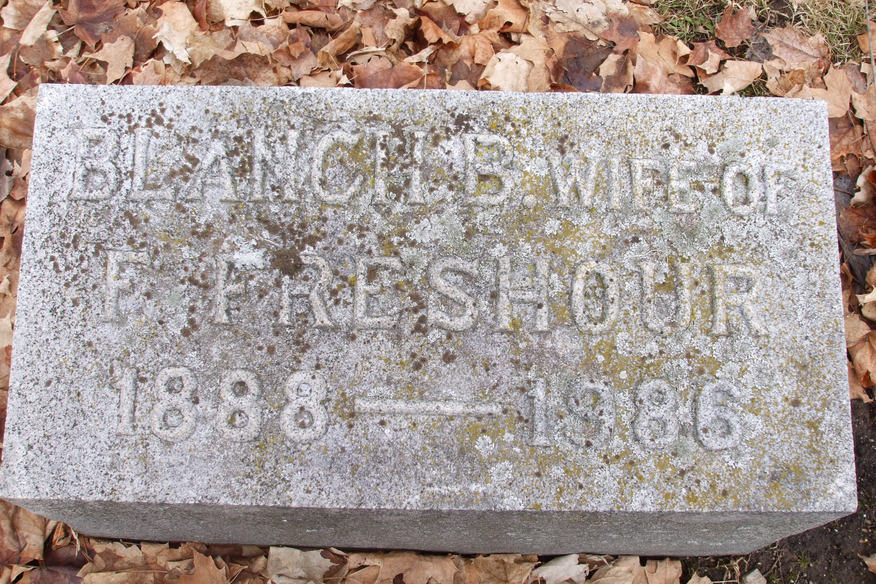 BLANCH B. WIFE OF
F. FRESHOUR
1888 — 1986